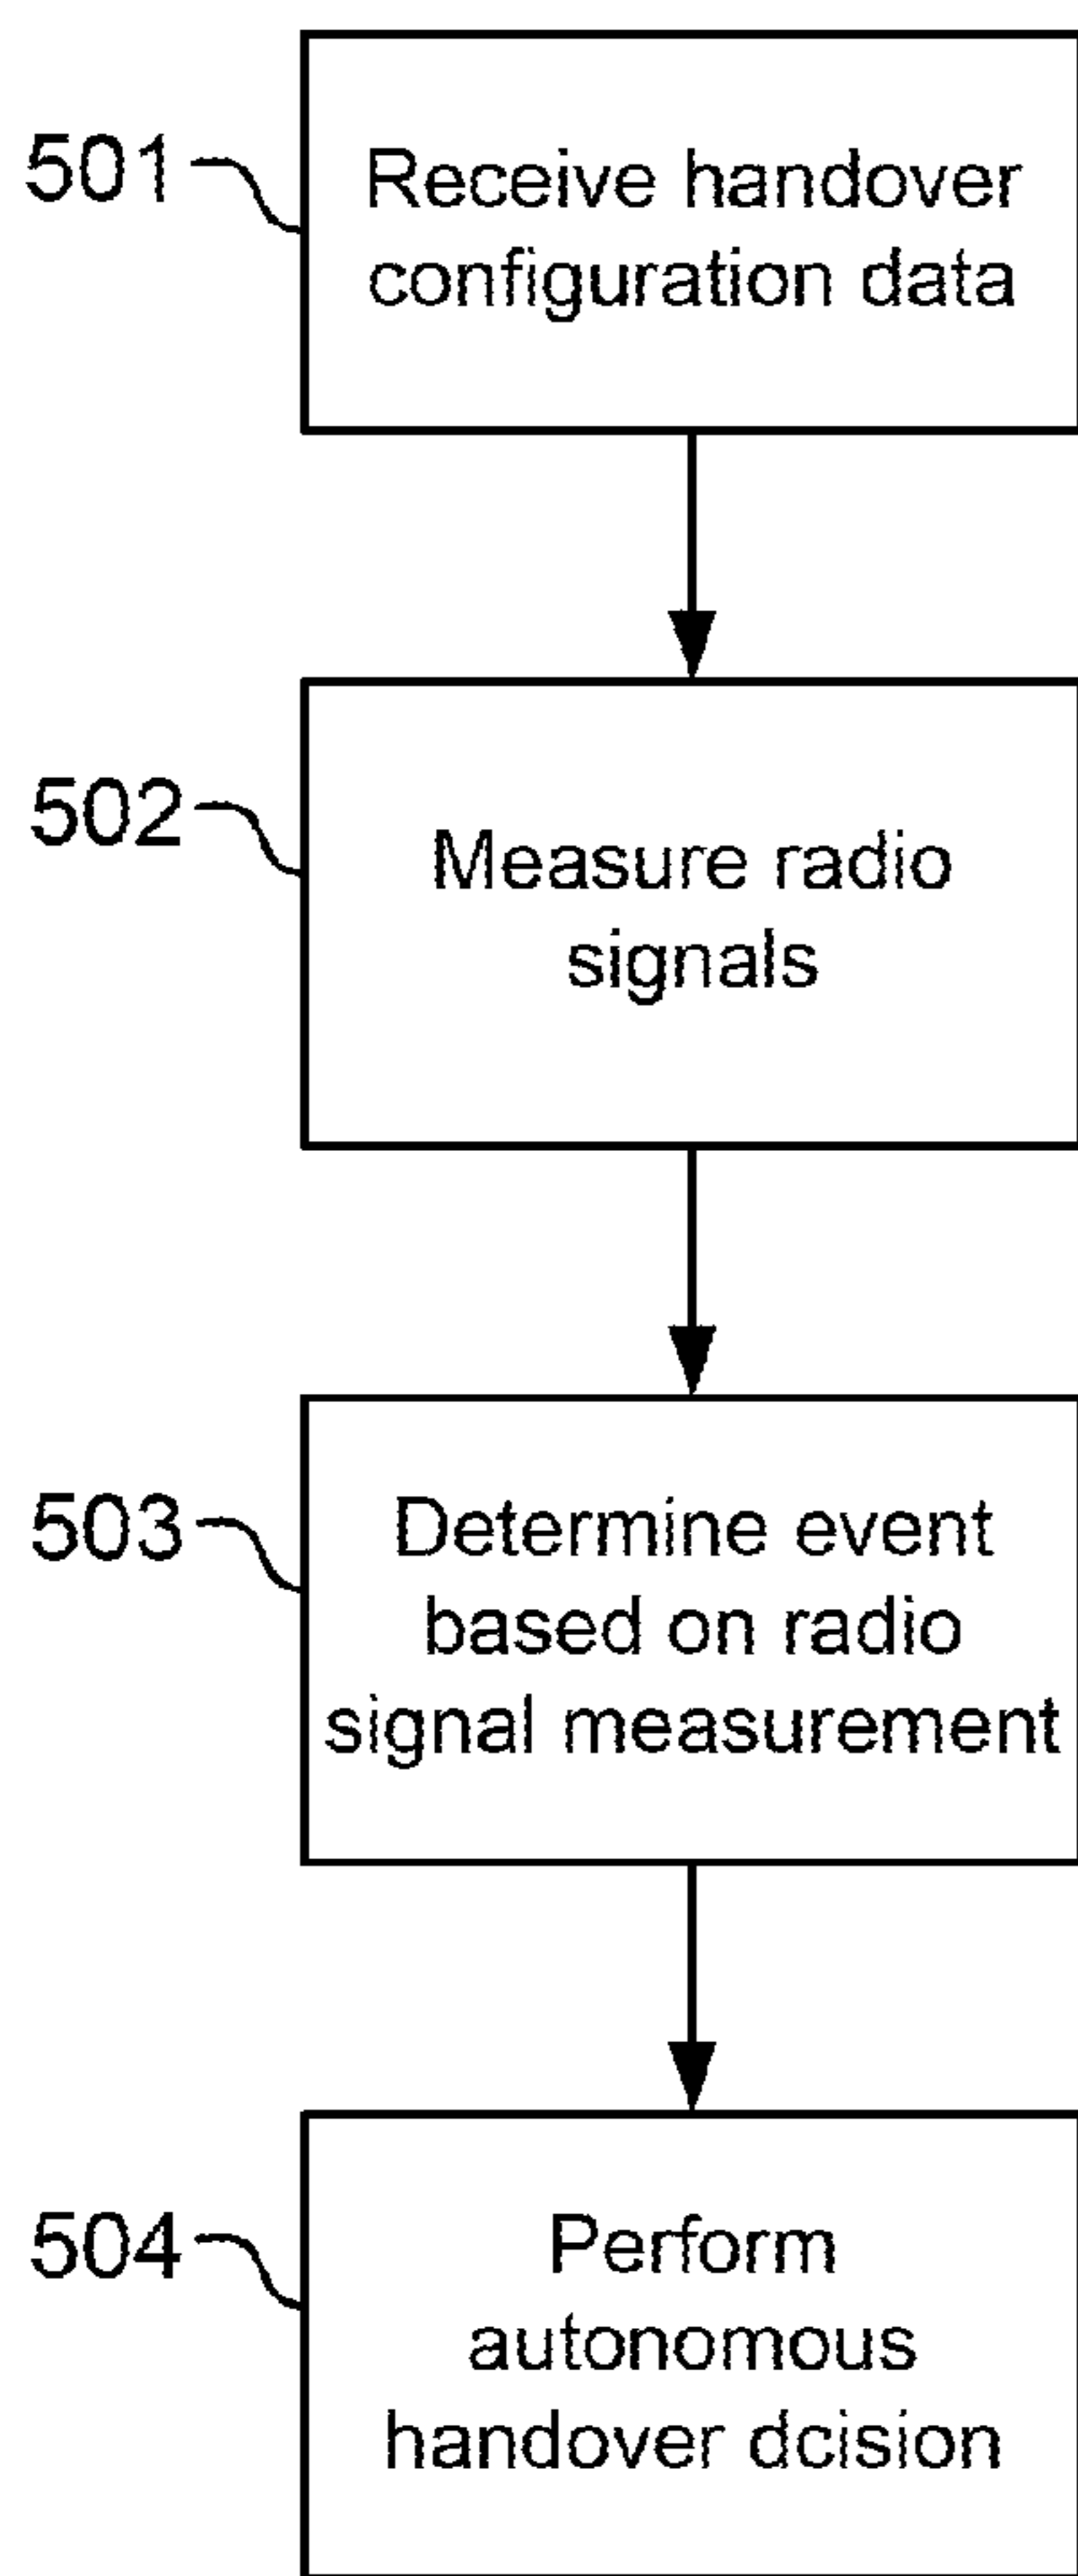 501
Receive handover
configuration data
502
Measure radio
signals
503
Determine event
based on radio
signal measurement
504
Perform
autonomous
handover dcision